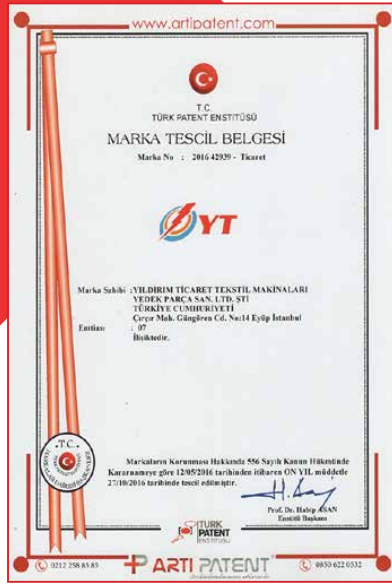 www.artipatent.com
T.C.
TÜRK PATENT ENSTİTÜSÜ
MARKA TESCİL BELGESİ
Marka No : 2016 42939 - Ticaret
YT
Marka Sahibi : YILDIRIM TİCARET TEKSTİL MAKİNALARI
YEDEK PARÇA SAN. LTD. ŞTİ
TÜRKİYE CUMHURİYETİ
Çırçır Mah. Güngören Cd. No:14 Eyüp İstanbul
Emtiası : 07
İlişiktedir.
T.C.
Markaların Korunması Hakkında 556 Sayılı Kanun Hükmünde
Kararnameye göre 12/05/2016 tarihinden itibaren ON YIL müddetle
27/10/2016 tarihinde tescil edilmiştir.
Prof. Dr. Habip ASAN
Enstitü Başkanı
TÜRK
PATENT
ENSTİTÜSÜ
0212 258 85 85
ARTI PATENT
0850 622 0332